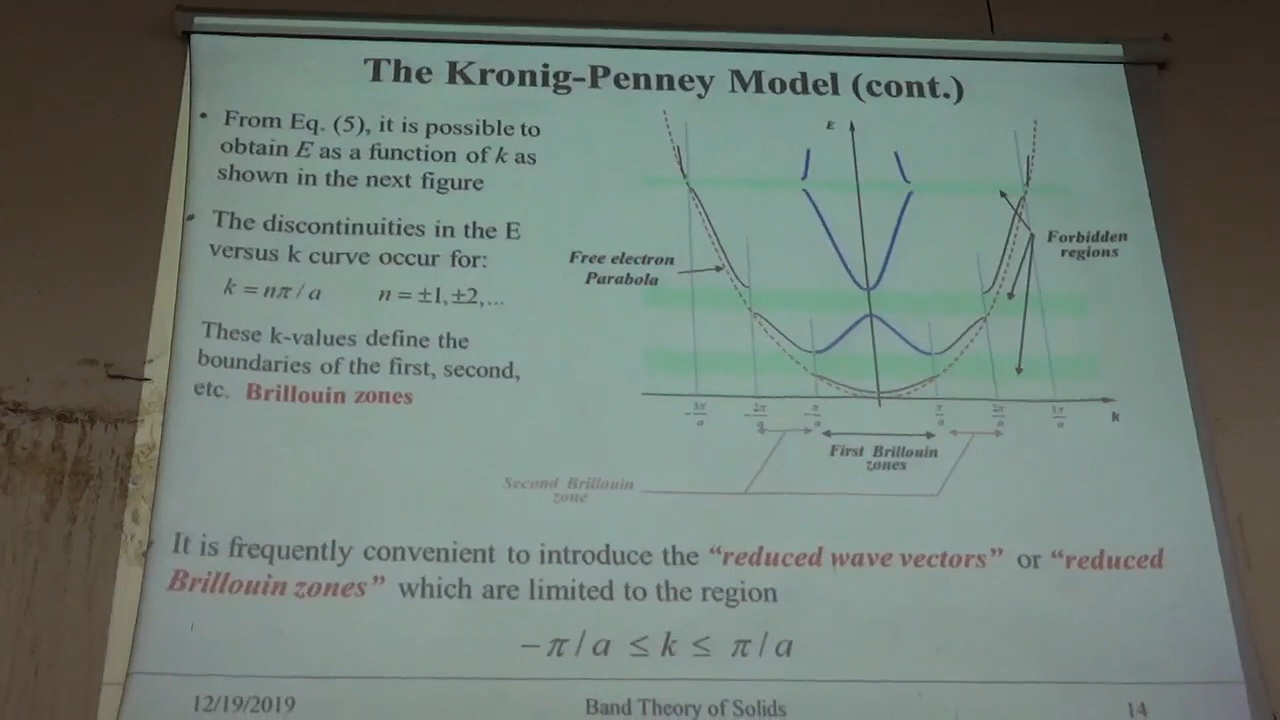 The Kronig-Penney Model (cont.)
• From Eq. (5), it is possible to
obtain E as a function of k as
shown in the next figure
• The discontinuities in the E
versus k curve occur for:
k = nπ / a n = ±1,±2,...
These k-values define the
boundaries of the first, second,
etc. Brillouin zones
E
Free electron
Parabola
Forbidden
regions
-3π/a -2π/a -π/a π/a 2π/a 3π/a
k
First Brillouin
zones
Second Brillouin
zone
It is frequently convenient to introduce the “reduced wave vectors” or “reduced
Brillouin zones” which are limited to the region
-π / a ≤ k ≤ π / a
12/19/2019 Band Theory of Solids 14